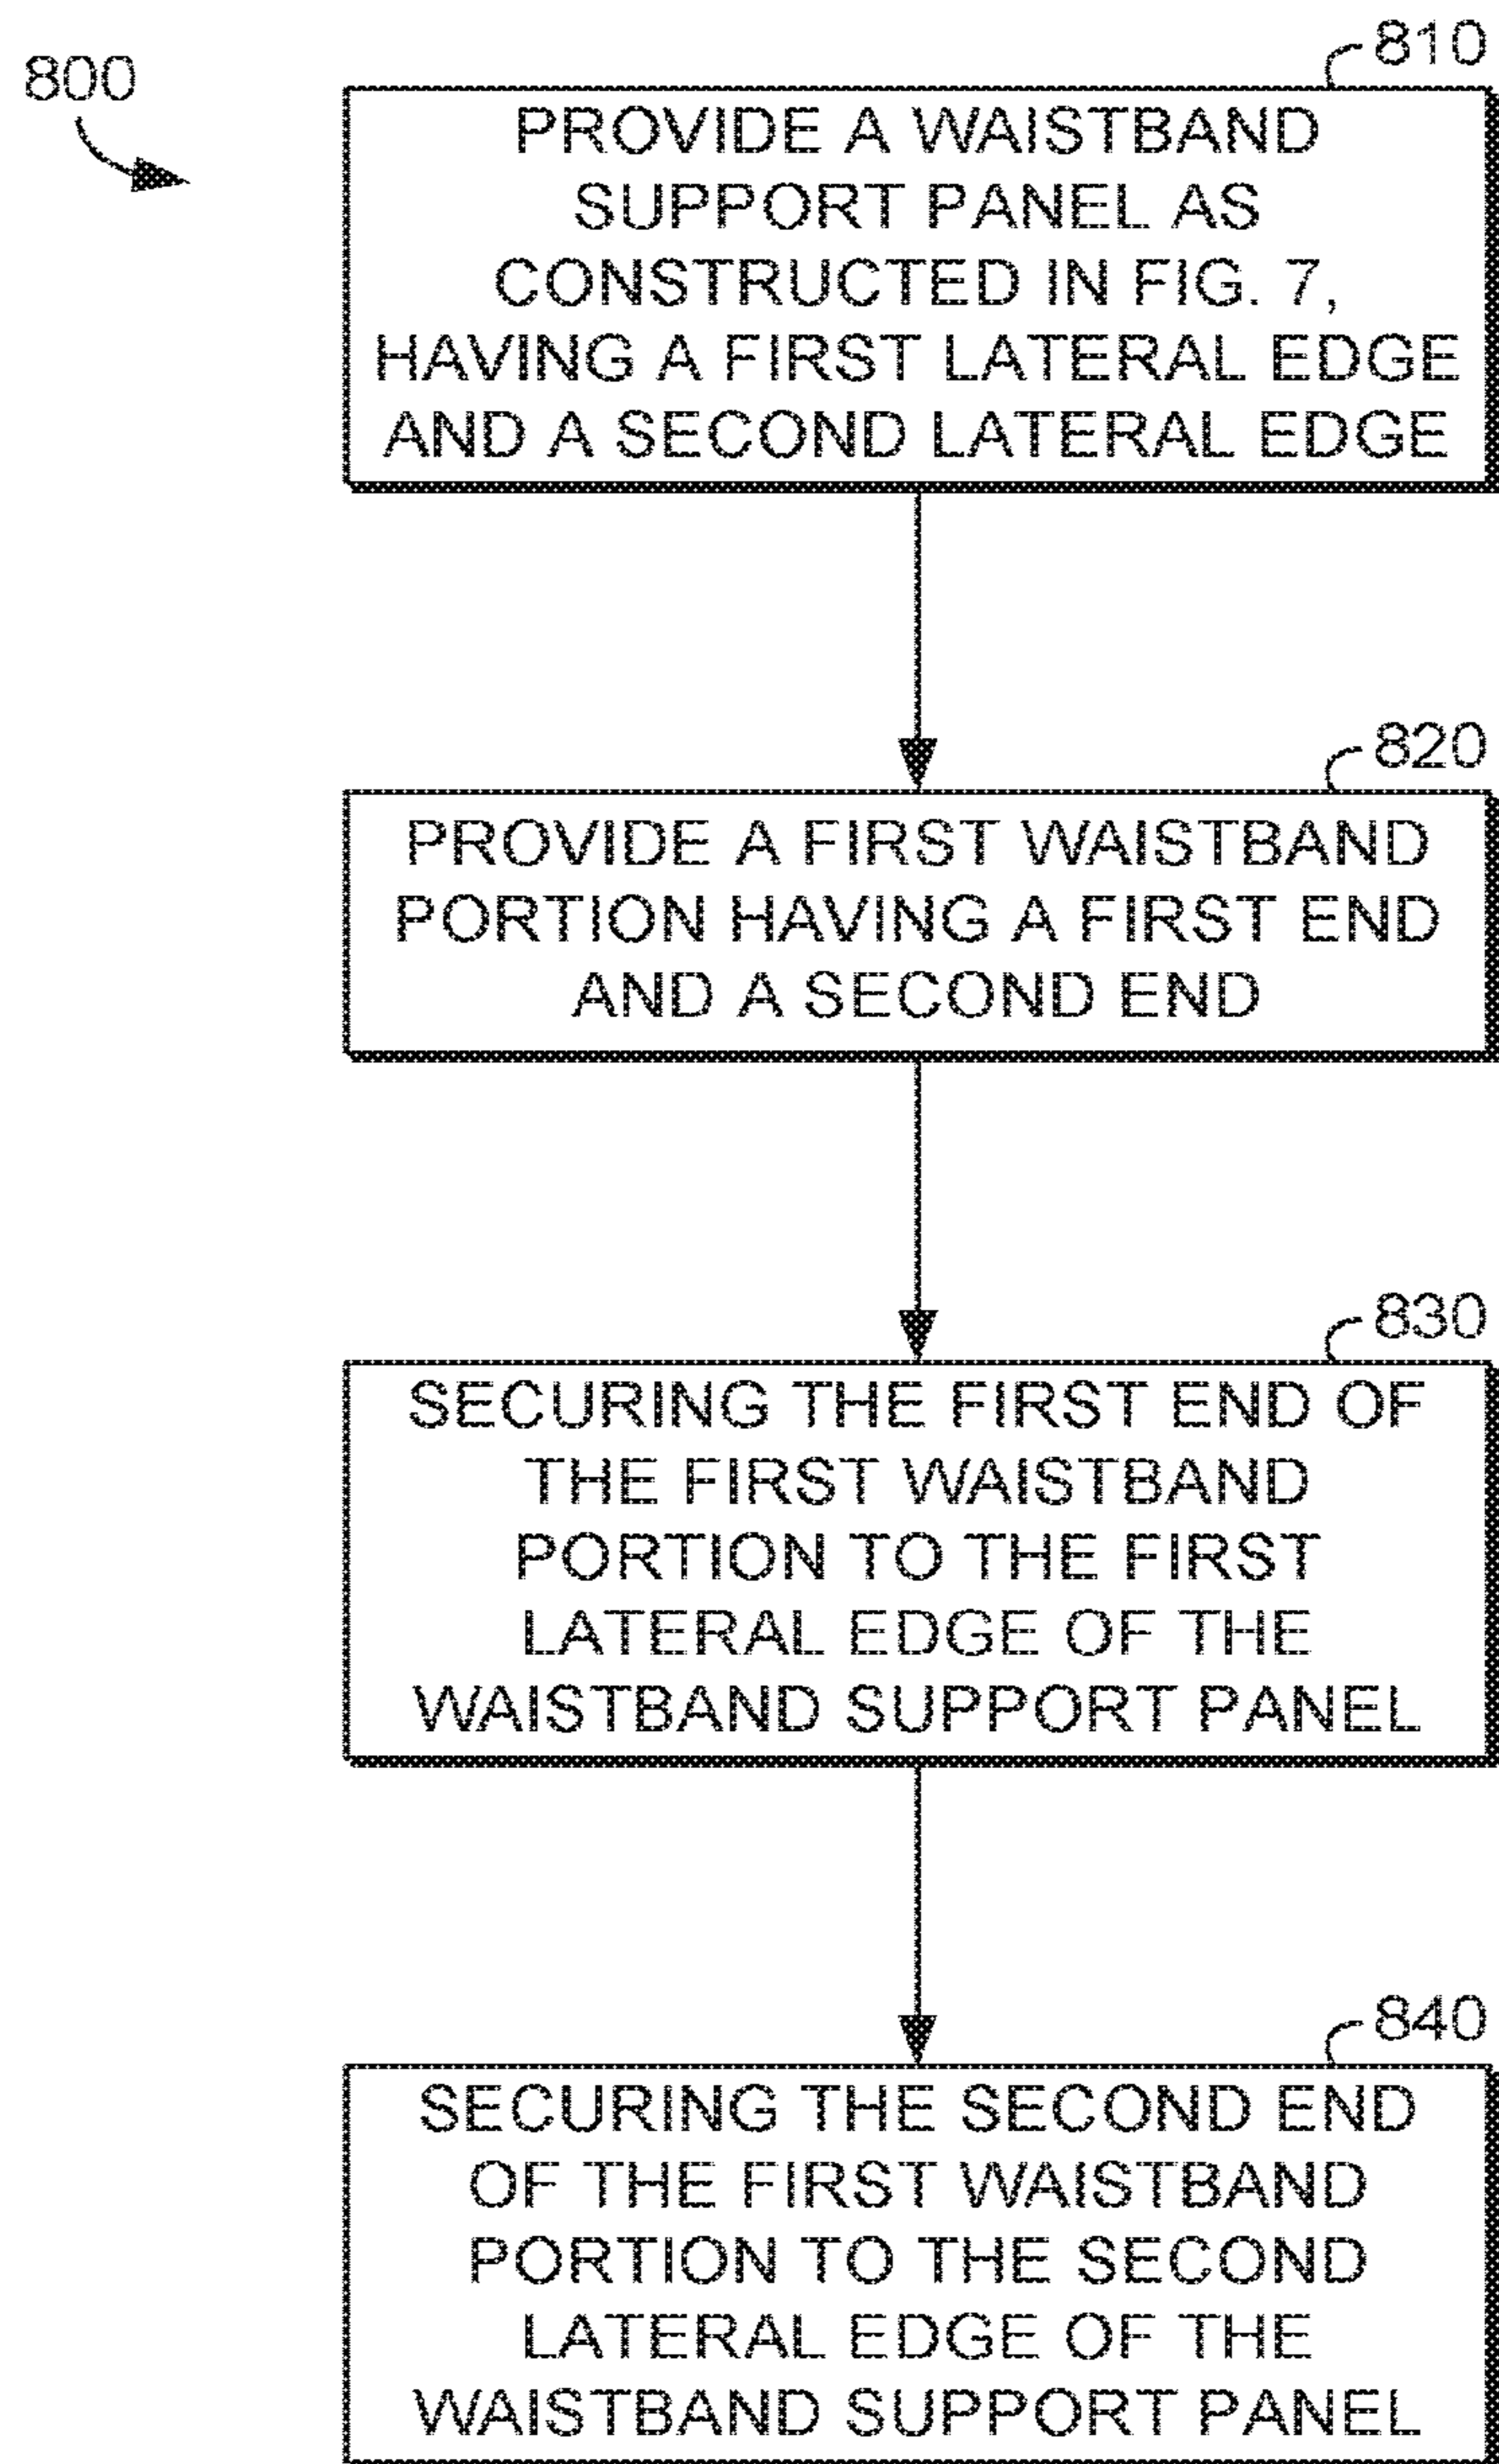 800
810
PROVIDE A WAISTBAND
SUPPORT PANEL AS
CONSTRUCTED IN FIG. 7,
HAVING A FIRST LATERAL EDGE
AND A SECOND LATERAL EDGE
820
PROVIDE A FIRST WAISTBAND
PORTION HAVING A FIRST END
AND A SECOND END
830
SECURING THE FIRST END OF
THE FIRST WAISTBAND
PORTION TO THE FIRST
LATERAL EDGE OF THE
WAISTBAND SUPPORT PANEL
840
SECURING THE SECOND END
OF THE FIRST WAISTBAND
PORTION TO THE SECOND
LATERAL EDGE OF THE
WAISTBAND SUPPORT PANEL